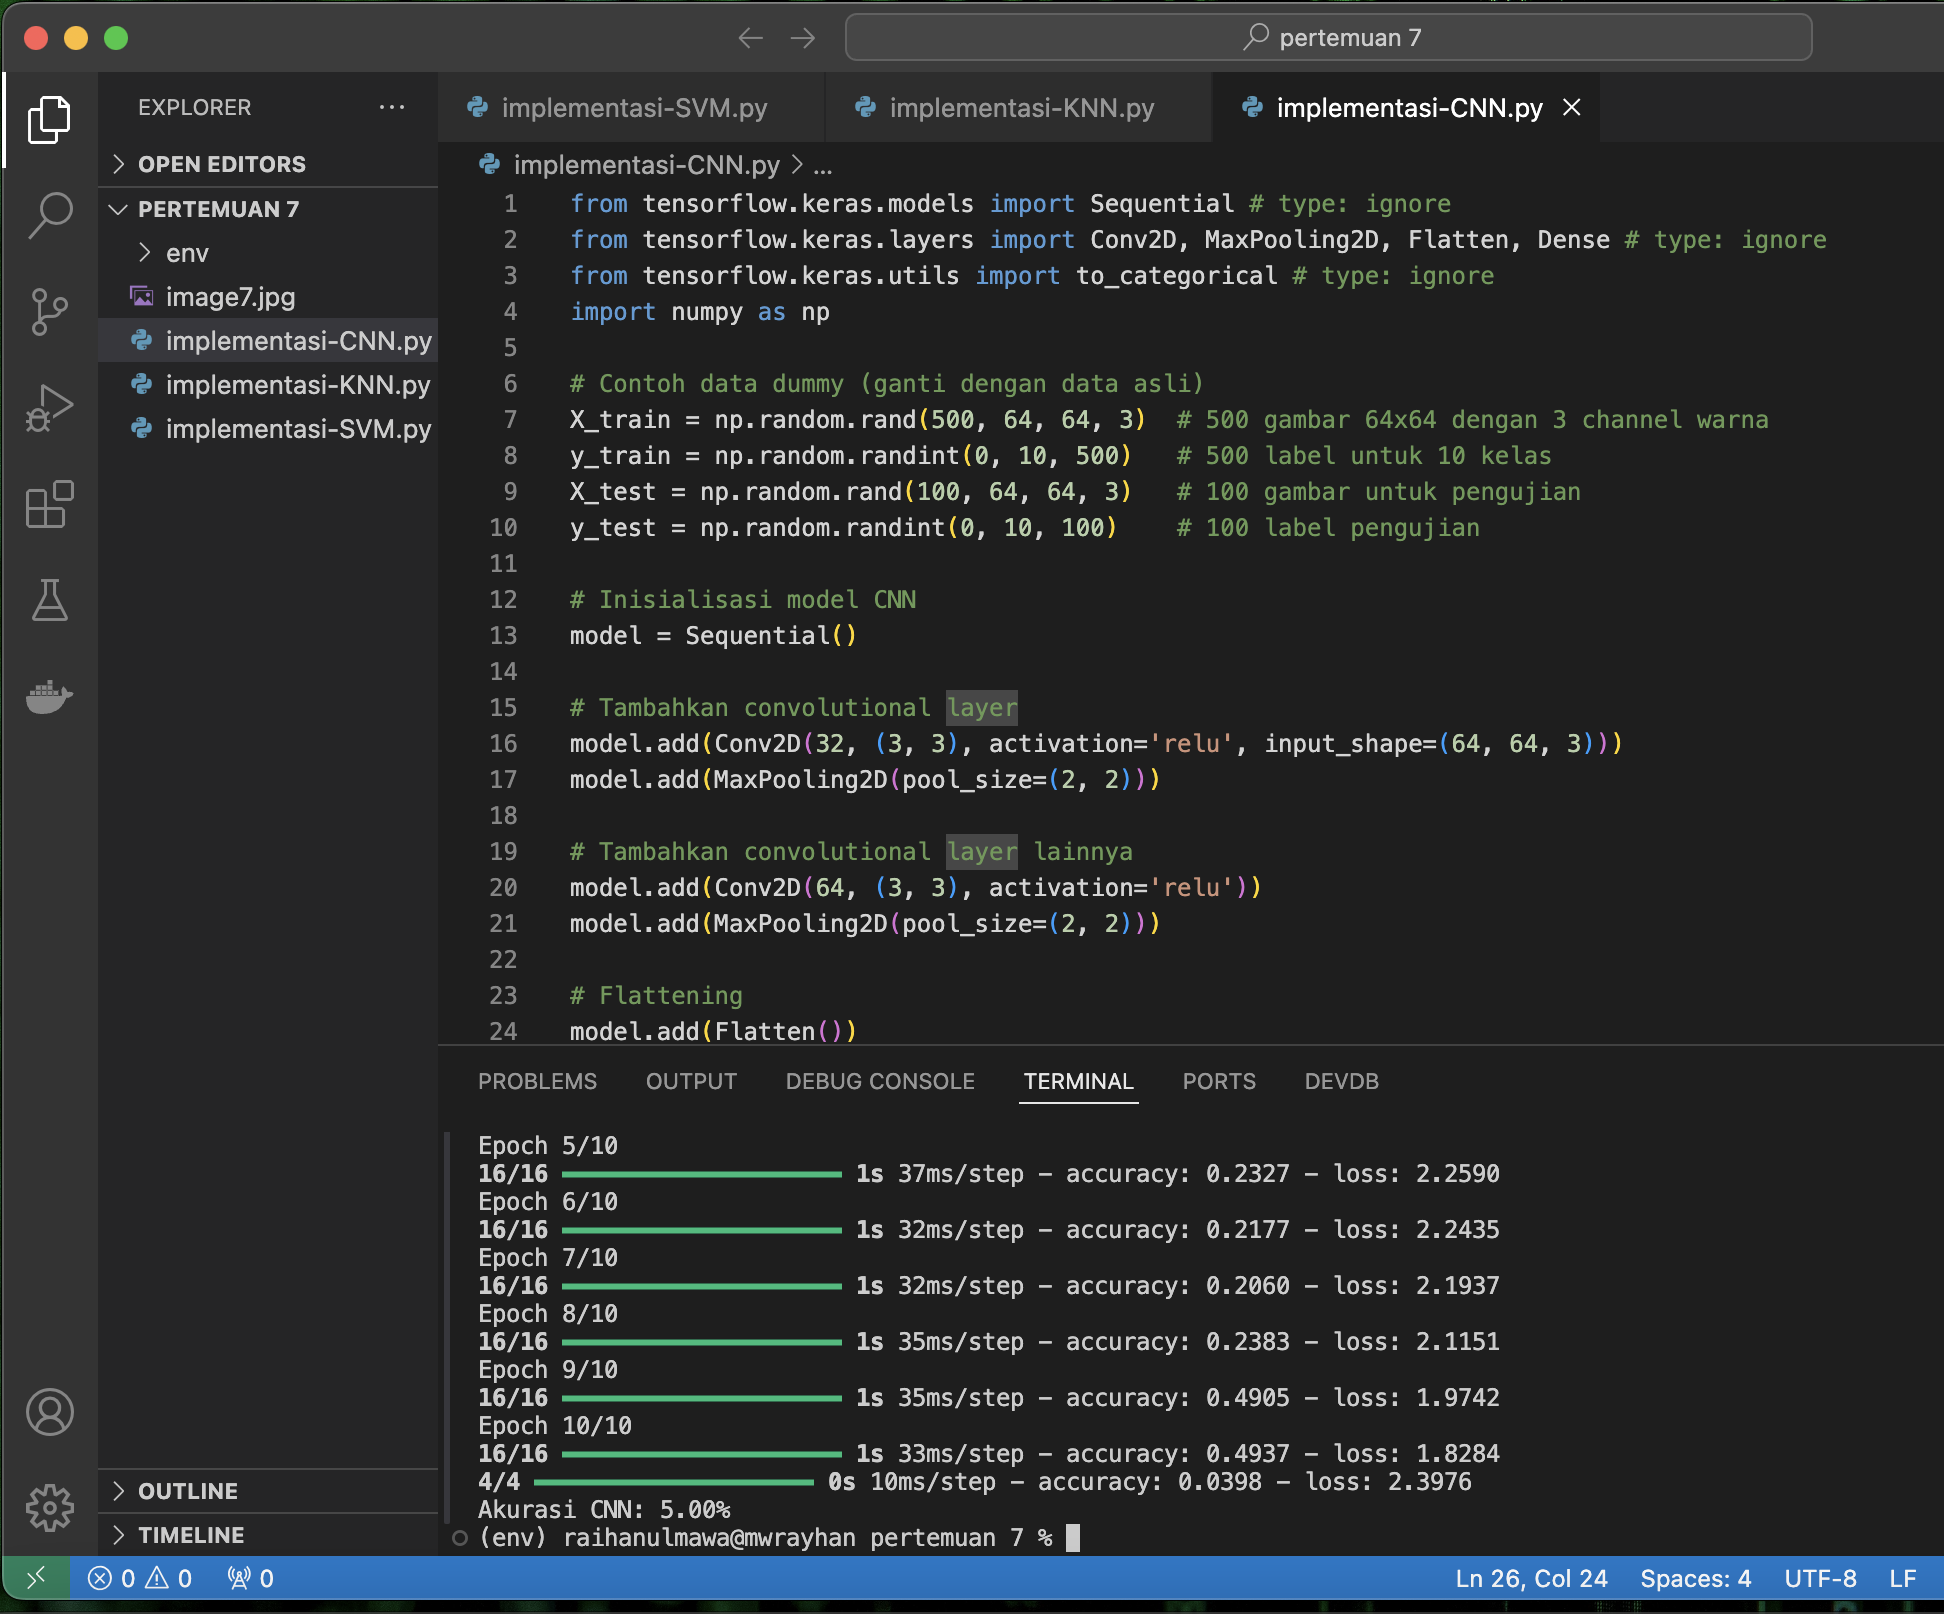 pertemuan 7
EXPLORER
OPEN EDITORS
PERTEMUAN 7
env
image7.jpg
implementasi-CNN.py
implementasi-KNN.py
implementasi-SVM.py
OUTLINE
TIMELINE
implementasi-SVM.py
implementasi-KNN.py
implementasi-CNN.py
implementasi-CNN.py > ...
1 from tensorflow.keras.models import Sequential # type: ignore
2 from tensorflow.keras.layers import Conv2D, MaxPooling2D, Flatten, Dense # type: ignore
3 from tensorflow.keras.utils import to_categorical # type: ignore
4 import numpy as np
5
6 # Contoh data dummy (ganti dengan data asli)
7 X_train = np.random.rand(500, 64, 64, 3)  # 500 gambar 64x64 dengan 3 channel warna
8 y_train = np.random.randint(0, 10, 500)   # 500 label untuk 10 kelas
9 X_test = np.random.rand(100, 64, 64, 3)   # 100 gambar untuk pengujian
10 y_test = np.random.randint(0, 10, 100)    # 100 label pengujian
11
12 # Inisialisasi model CNN
13 model = Sequential()
14
15 # Tambahkan convolutional layer
16 model.add(Conv2D(32, (3, 3), activation='relu', input_shape=(64, 64, 3)))
17 model.add(MaxPooling2D(pool_size=(2, 2)))
18
19 # Tambahkan convolutional layer lainnya
20 model.add(Conv2D(64, (3, 3), activation='relu'))
21 model.add(MaxPooling2D(pool_size=(2, 2)))
22
23 # Flattening
24 model.add(Flatten())
PROBLEMS OUTPUT DEBUG CONSOLE TERMINAL PORTS DEVDB
Epoch 5/10
16/16 1s 37ms/step - accuracy: 0.2327 - loss: 2.2590
Epoch 6/10
16/16 1s 32ms/step - accuracy: 0.2177 - loss: 2.2435
Epoch 7/10
16/16 1s 32ms/step - accuracy: 0.2060 - loss: 2.1937
Epoch 8/10
16/16 1s 35ms/step - accuracy: 0.2383 - loss: 2.1151
Epoch 9/10
16/16 1s 35ms/step - accuracy: 0.4905 - loss: 1.9742
Epoch 10/10
16/16 1s 33ms/step - accuracy: 0.4937 - loss: 1.8284
4/4 0s 10ms/step - accuracy: 0.0398 - loss: 2.3976
Akurasi CNN: 5.00%
(env) raihanulmawa@mwrayhan pertemuan 7 %
0 0 0 Ln 26, Col 24 Spaces: 4 UTF-8 LF